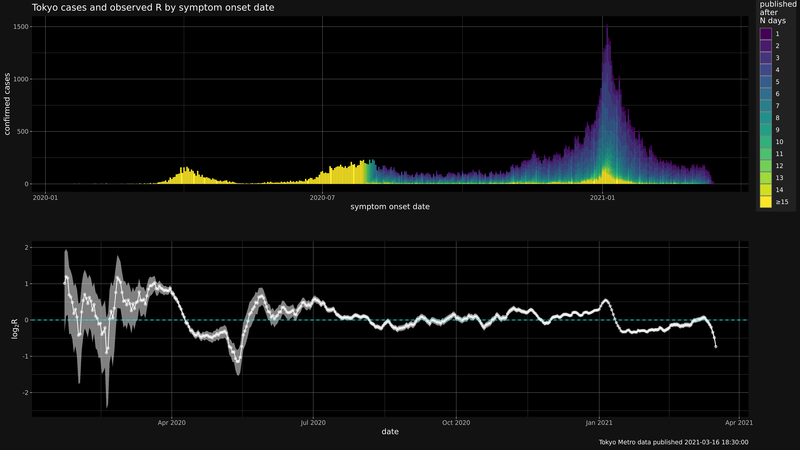 Tokyo cases and observed R by symptom onset date
published
after
N days
1
2
3
4
5
6
7
8
9
10
11
12
13
14
≥15
confirmed cases
1500
1000
500
0
2020-01
2020-07
2021-01
symptom onset date
log2R
2
1
0
-1
-2
Apr 2020
Jul 2020
Oct 2020
Jan 2021
Apr 2021
date
Tokyo Metro data published 2021-03-16 18:30:00